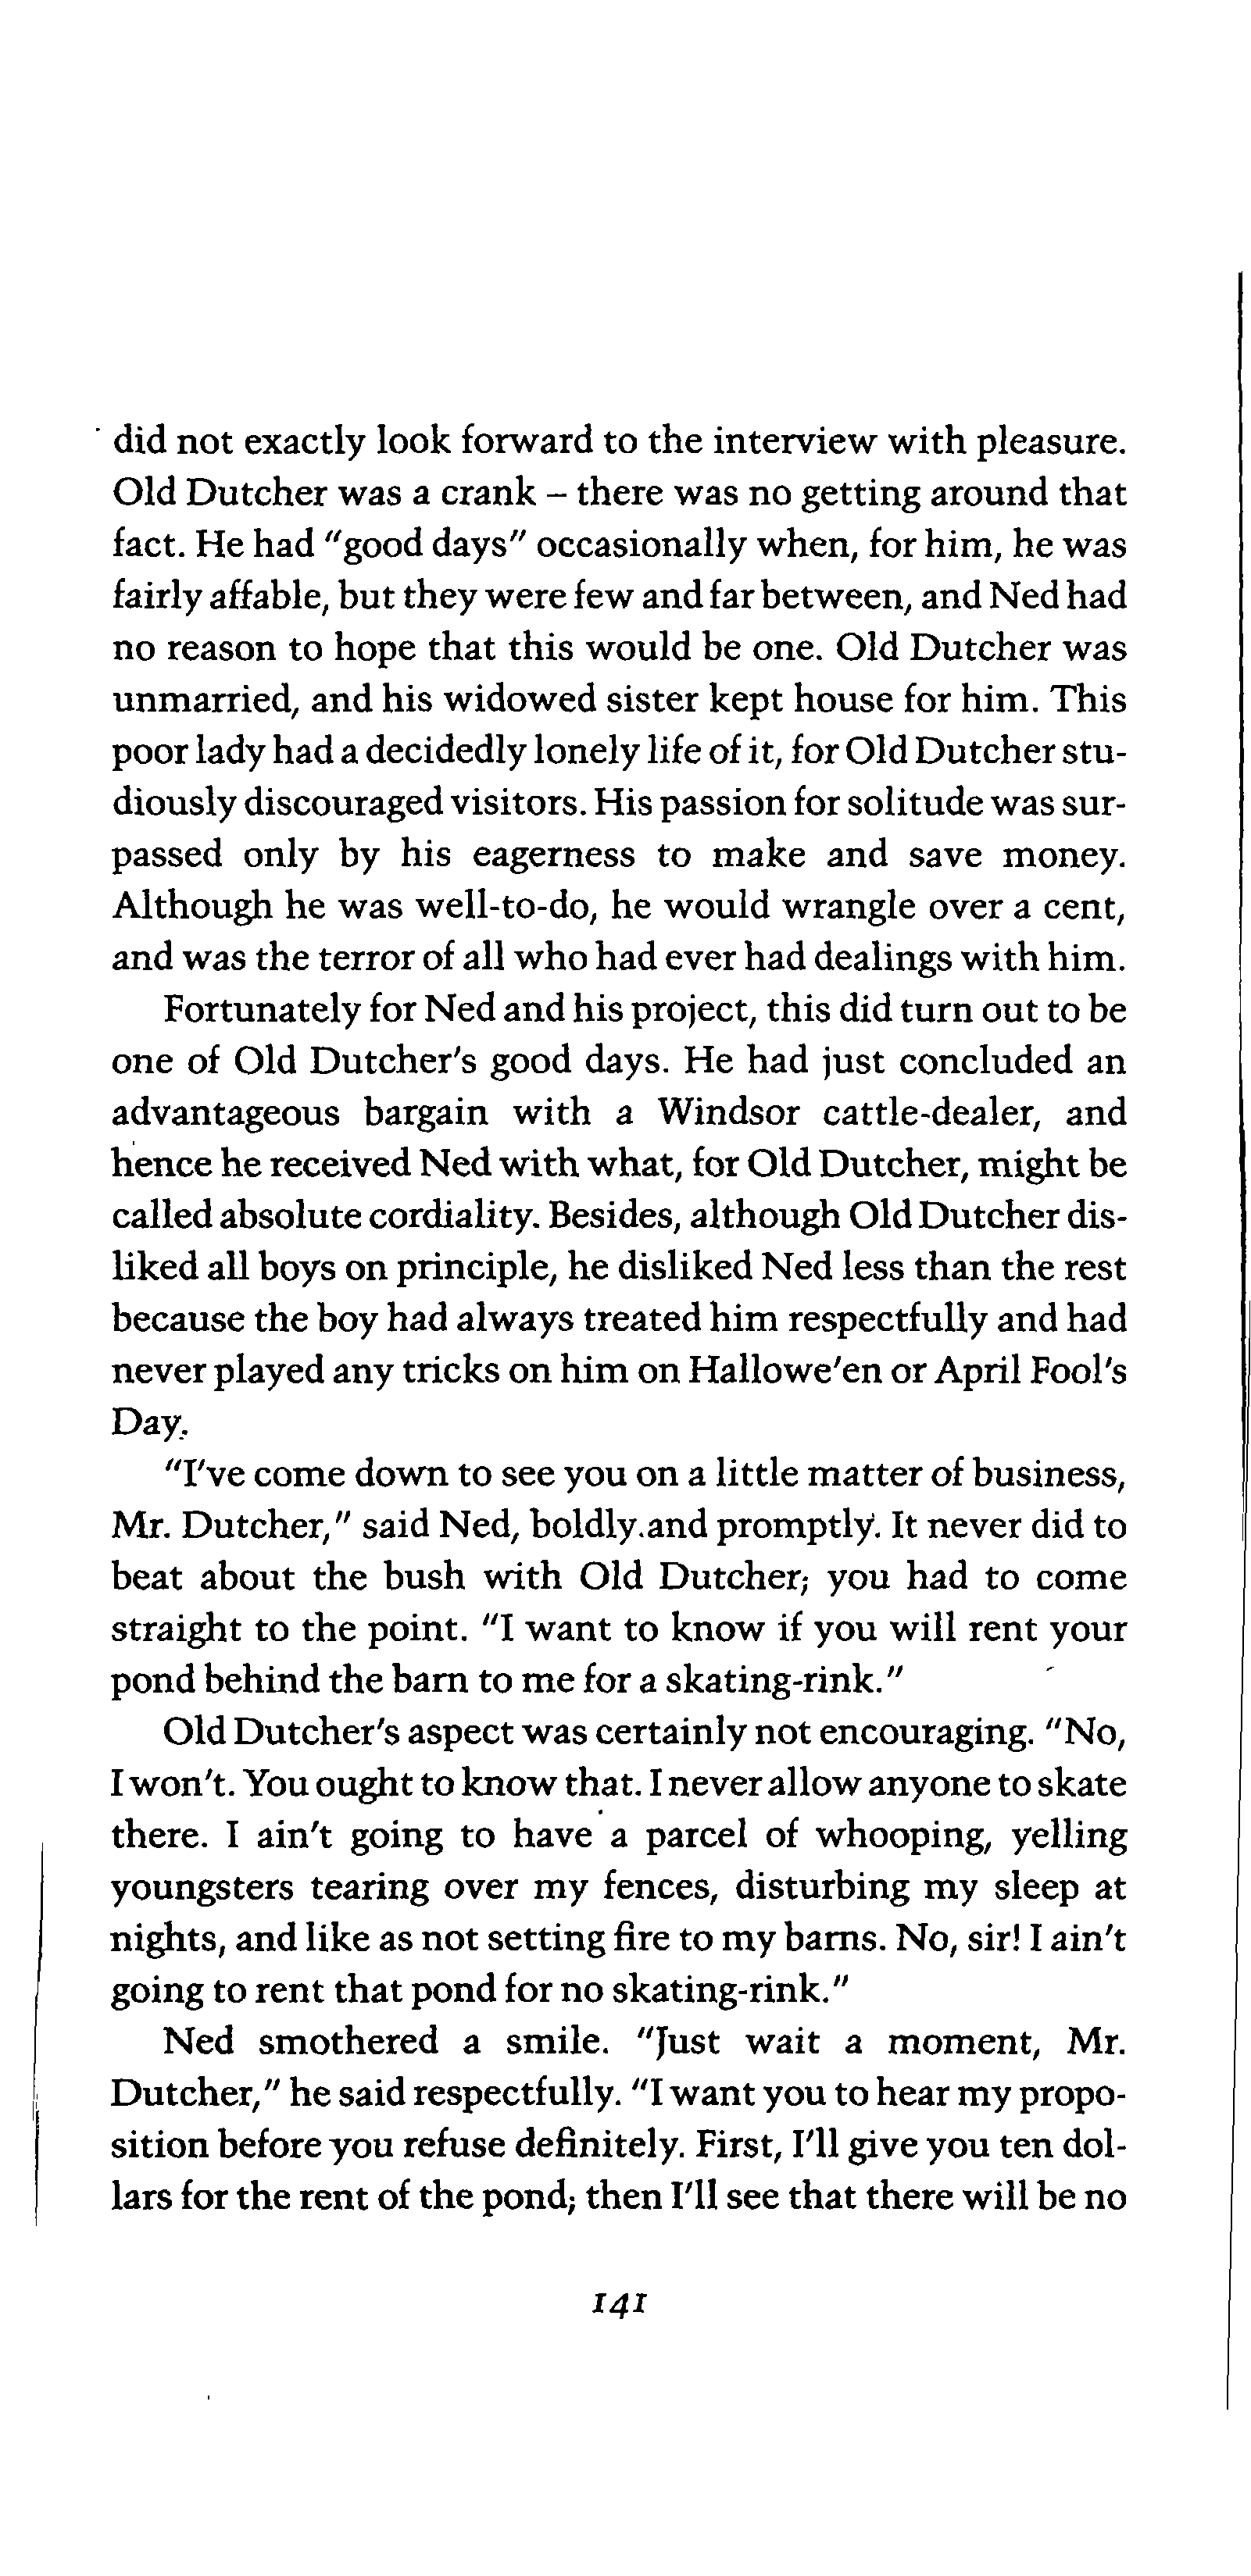 did not exactly look forward to the interview with pleasure.
Old Dutcher was a crank – there was no getting around that
fact. He had "good days" occasionally when, for him, he was
fairly affable, but they were few and far between, and Ned had
no reason to hope that this would be one. Old Dutcher was
unmarried, and his widowed sister kept house for him. This
poor lady had a decidedly lonely life of it, for Old Dutcher stu-
diously discouraged visitors. His passion for solitude was sur-
passed only by his eagerness to make and save money.
Although he was well-to-do, he would wrangle over a cent,
and was the terror of all who had ever had dealings with him.
Fortunately for Ned and his project, this did turn out to be
one of Old Dutcher's good days. He had just concluded an
advantageous bargain with a Windsor cattle-dealer, and
hence he received Ned with what, for Old Dutcher, might be
called absolute cordiality. Besides, although Old Dutcher dis-
liked all boys on principle, he disliked Ned less than the rest
because the boy had always treated him respectfully and had
never played any tricks on him on Hallowe'en or April Fool's
Day.
"I've come down to see you on a little matter of business,
Mr. Dutcher," said Ned, boldly and promptly. It never did to
beat about the bush with Old Dutcher; you had to come
straight to the point. "I want to know if you will rent your
pond behind the barn to me for a skating-rink."
Old Dutcher's aspect was certainly not encouraging. "No,
I won't. You ought to know that. I never allow anyone to skate
there. I ain't going to have a parcel of whooping, yelling
youngsters tearing over my fences, disturbing my sleep at
nights, and like as not setting fire to my barns. No, sir! I ain't
going to rent that pond for no skating-rink."
Ned smothered a smile. "Just wait a moment, Mr.
Dutcher," he said respectfully. "I want you to hear my propo-
sition before you refuse definitely. First, I'll give you ten dol-
lars for the rent of the pond; then I'll see that there will be no
141